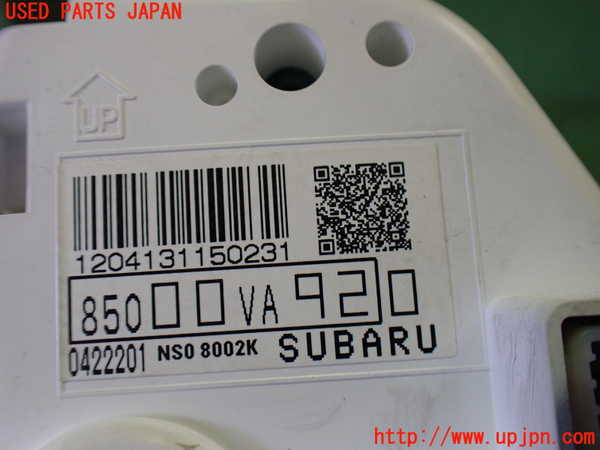 USED PARTS JAPAN
UP
1204131150231
85000VA920
0422201 NS0 8002K SUBARU
http://www.upjpn.com/